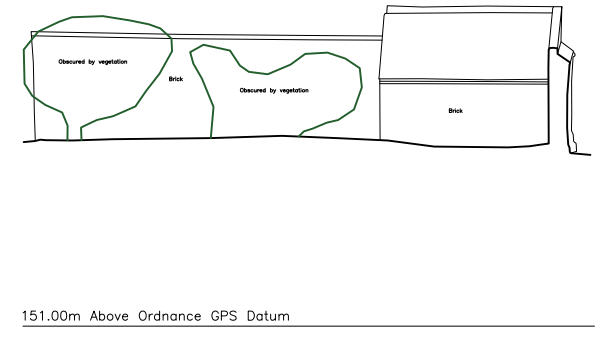 Obscured by vegetation
Brick
Obscured by vegetation
Brick
151.00m Above Ordnance GPS Datum